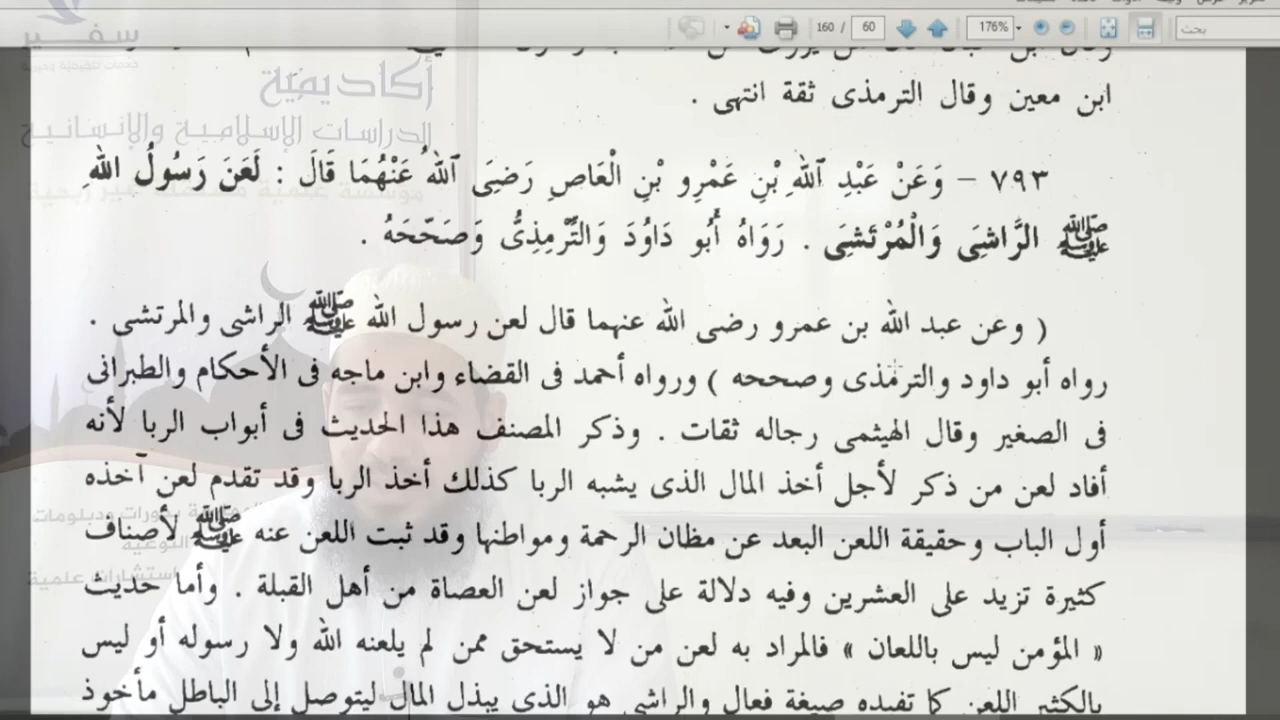 بحث
176%
60
/ 160
سفير
أكاديمية
الدراسات الإسلامية والإنسانية
ابن معين وقال الترمذى ثقة انتهى .
٧٩٣ – وَعَنْ عَبْدِ اللهِ بْنِ عَمْرِو بْنِ الْعَاصِ رَضِىَ اللهُ عَنْهُمَا قَالَ : لَعَنَ رَسُولُ اللهِ
ﷺ الرَّاشِىَ وَالْمُرْتَشِىَ . رَوَاهُ أَبُو دَاوُدَ وَالتِّرْمِذِىُّ وَصَحَّحَهُ .
( وعن عبد الله بن عمرو رضى الله عنهما قال لعن رسول الله ﷺ الراشى والمرتشى .
رواه أبو داود والترمذى وصححه ) ورواه أحمد فى القضاء وابن ماجه فى الأحكام والطبرانى
فى الصغير وقال الهيثمى رجاله ثقات . وذكر المصنف هذا الحديث فى أبواب الربا لأنه
أفاد لعن من ذكر لأجل أخذ المال الذى يشبه الربا كذلك أخذ الربا وقد تقدم لعن آخذه
أول الباب وحقيقة اللعن البعد عن مظان الرحمة ومواطنها وقد ثبت اللعن عنه ﷺ لأصناف
كثيرة تزيد على العشرين وفيه دلالة على جواز لعن العصاة من أهل القبلة . وأما حديث
« المؤمن ليس باللعان » فالمراد به لعن من لا يستحق ممن لم يلعنه الله ولا رسوله أو ليس
بالكثير اللعن كما تفيده صيغة فعال والراشى هو الذى يبذل المال ليتوصل إلى الباطل مأخوذ